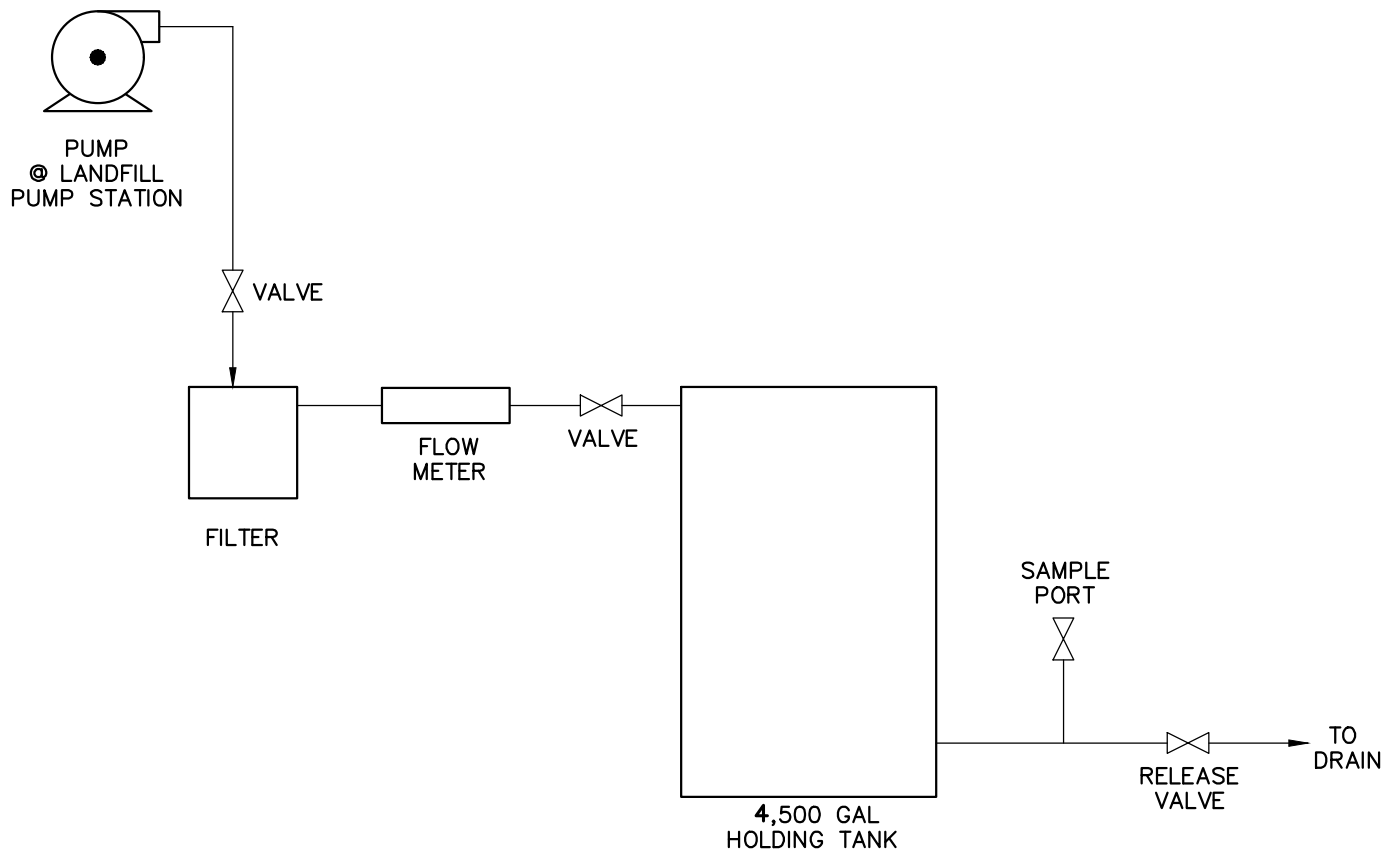 PUMP
@ LANDFILL
PUMP STATION
VALVE
FLOW
METER
VALVE
FILTER
SAMPLE
PORT
TO
DRAIN
RELEASE
VALVE
4,500 GAL
HOLDING TANK